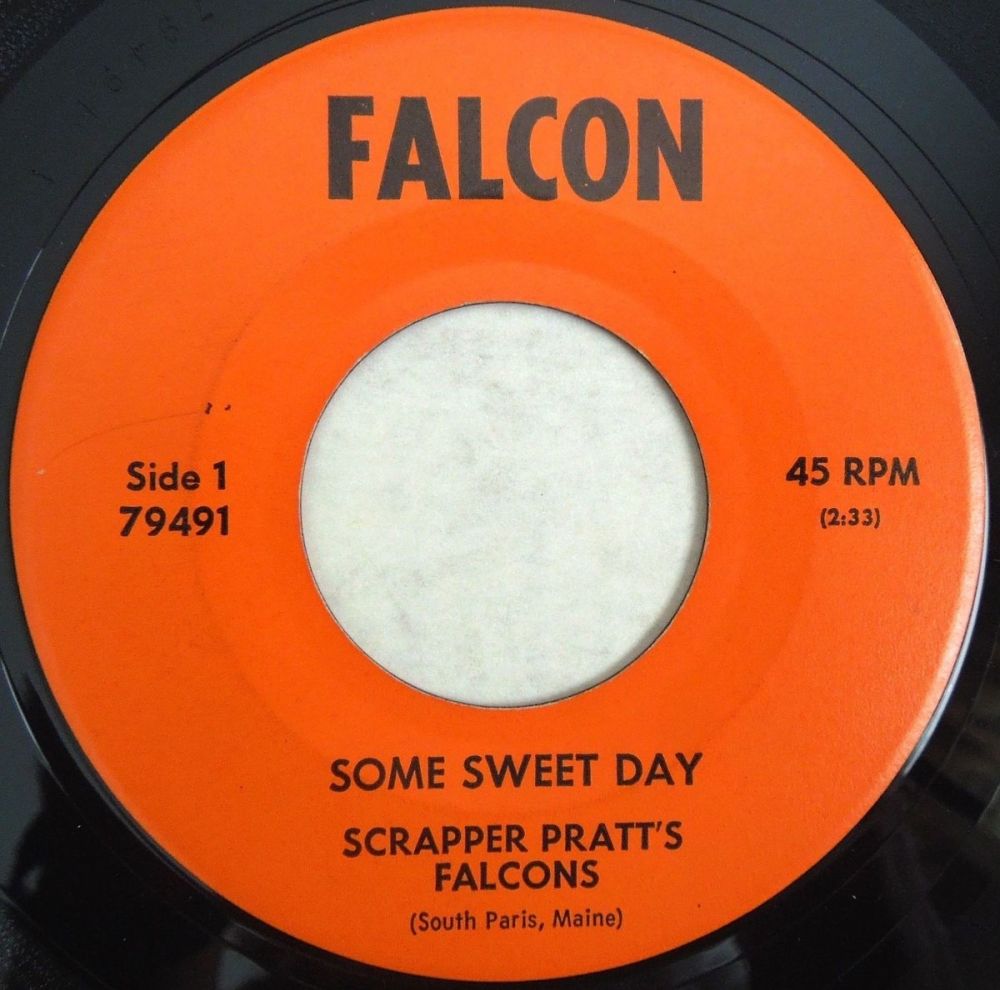 FALCON
Side 1
79491
45 RPM
(2:33)
SOME SWEET DAY
SCRAPPER PRATT'S
FALCONS
(South Paris, Maine)